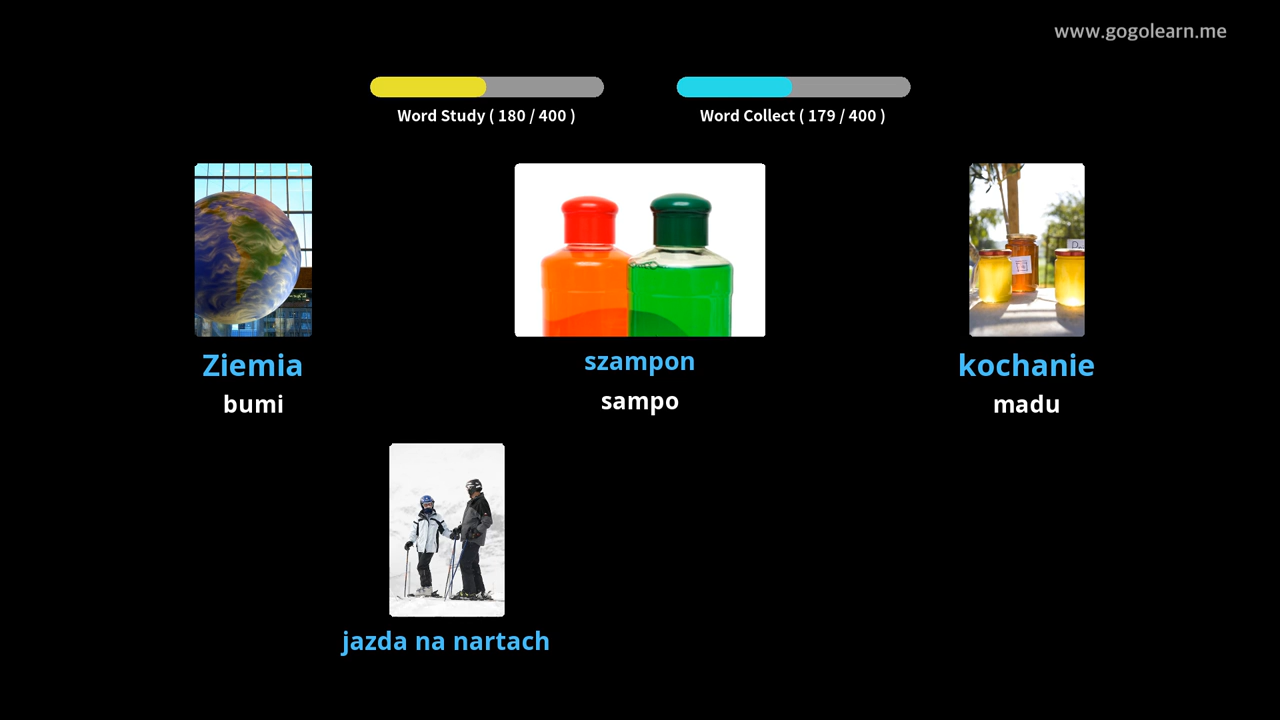 www.gogolearn.me
Word Study ( 180 / 400 )
Word Collect ( 179 / 400 )
Ziemia
bumi
szampon
sampo
kochanie
madu
jazda na nartach